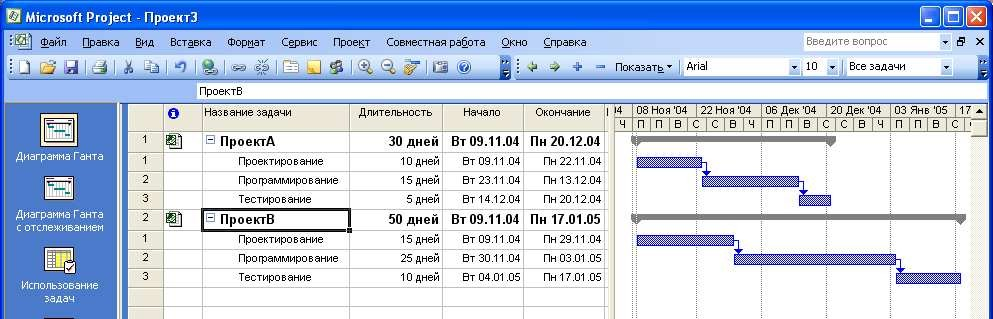 Microsoft Project - Проект3
Файл Правка Вид Вставка Формат Сервис Проект Совместная работа Окно Справка Введите вопрос
Показать Arial 10 Все задачи
ПроектВ
Название задачи Длительность Начало Окончание
04 08 Ноя '04 22 Ноя '04 06 Дек '04 20 Дек '04 03 Янв '05 17
Ч П П В С Ч П П В С Ч П П В С
1 ПроектА 30 дней Вт 09.11.04 Пн 20.12.04
1 Проектирование 10 дней Вт 09.11.04 Пн 22.11.04
2 Программирование 15 дней Вт 23.11.04 Пн 13.12.04
3 Тестирование 5 дней Вт 14.12.04 Пн 20.12.04
2 ПроектВ 50 дней Вт 09.11.04 Пн 17.01.05
1 Проектирование 15 дней Вт 09.11.04 Пн 29.11.04
2 Программирование 25 дней Вт 30.11.04 Пн 03.01.05
3 Тестирование 10 дней Вт 04.01.05 Пн 17.01.05
Диаграмма Ганта
Диаграмма Ганта
с отслеживанием
Использование
задач